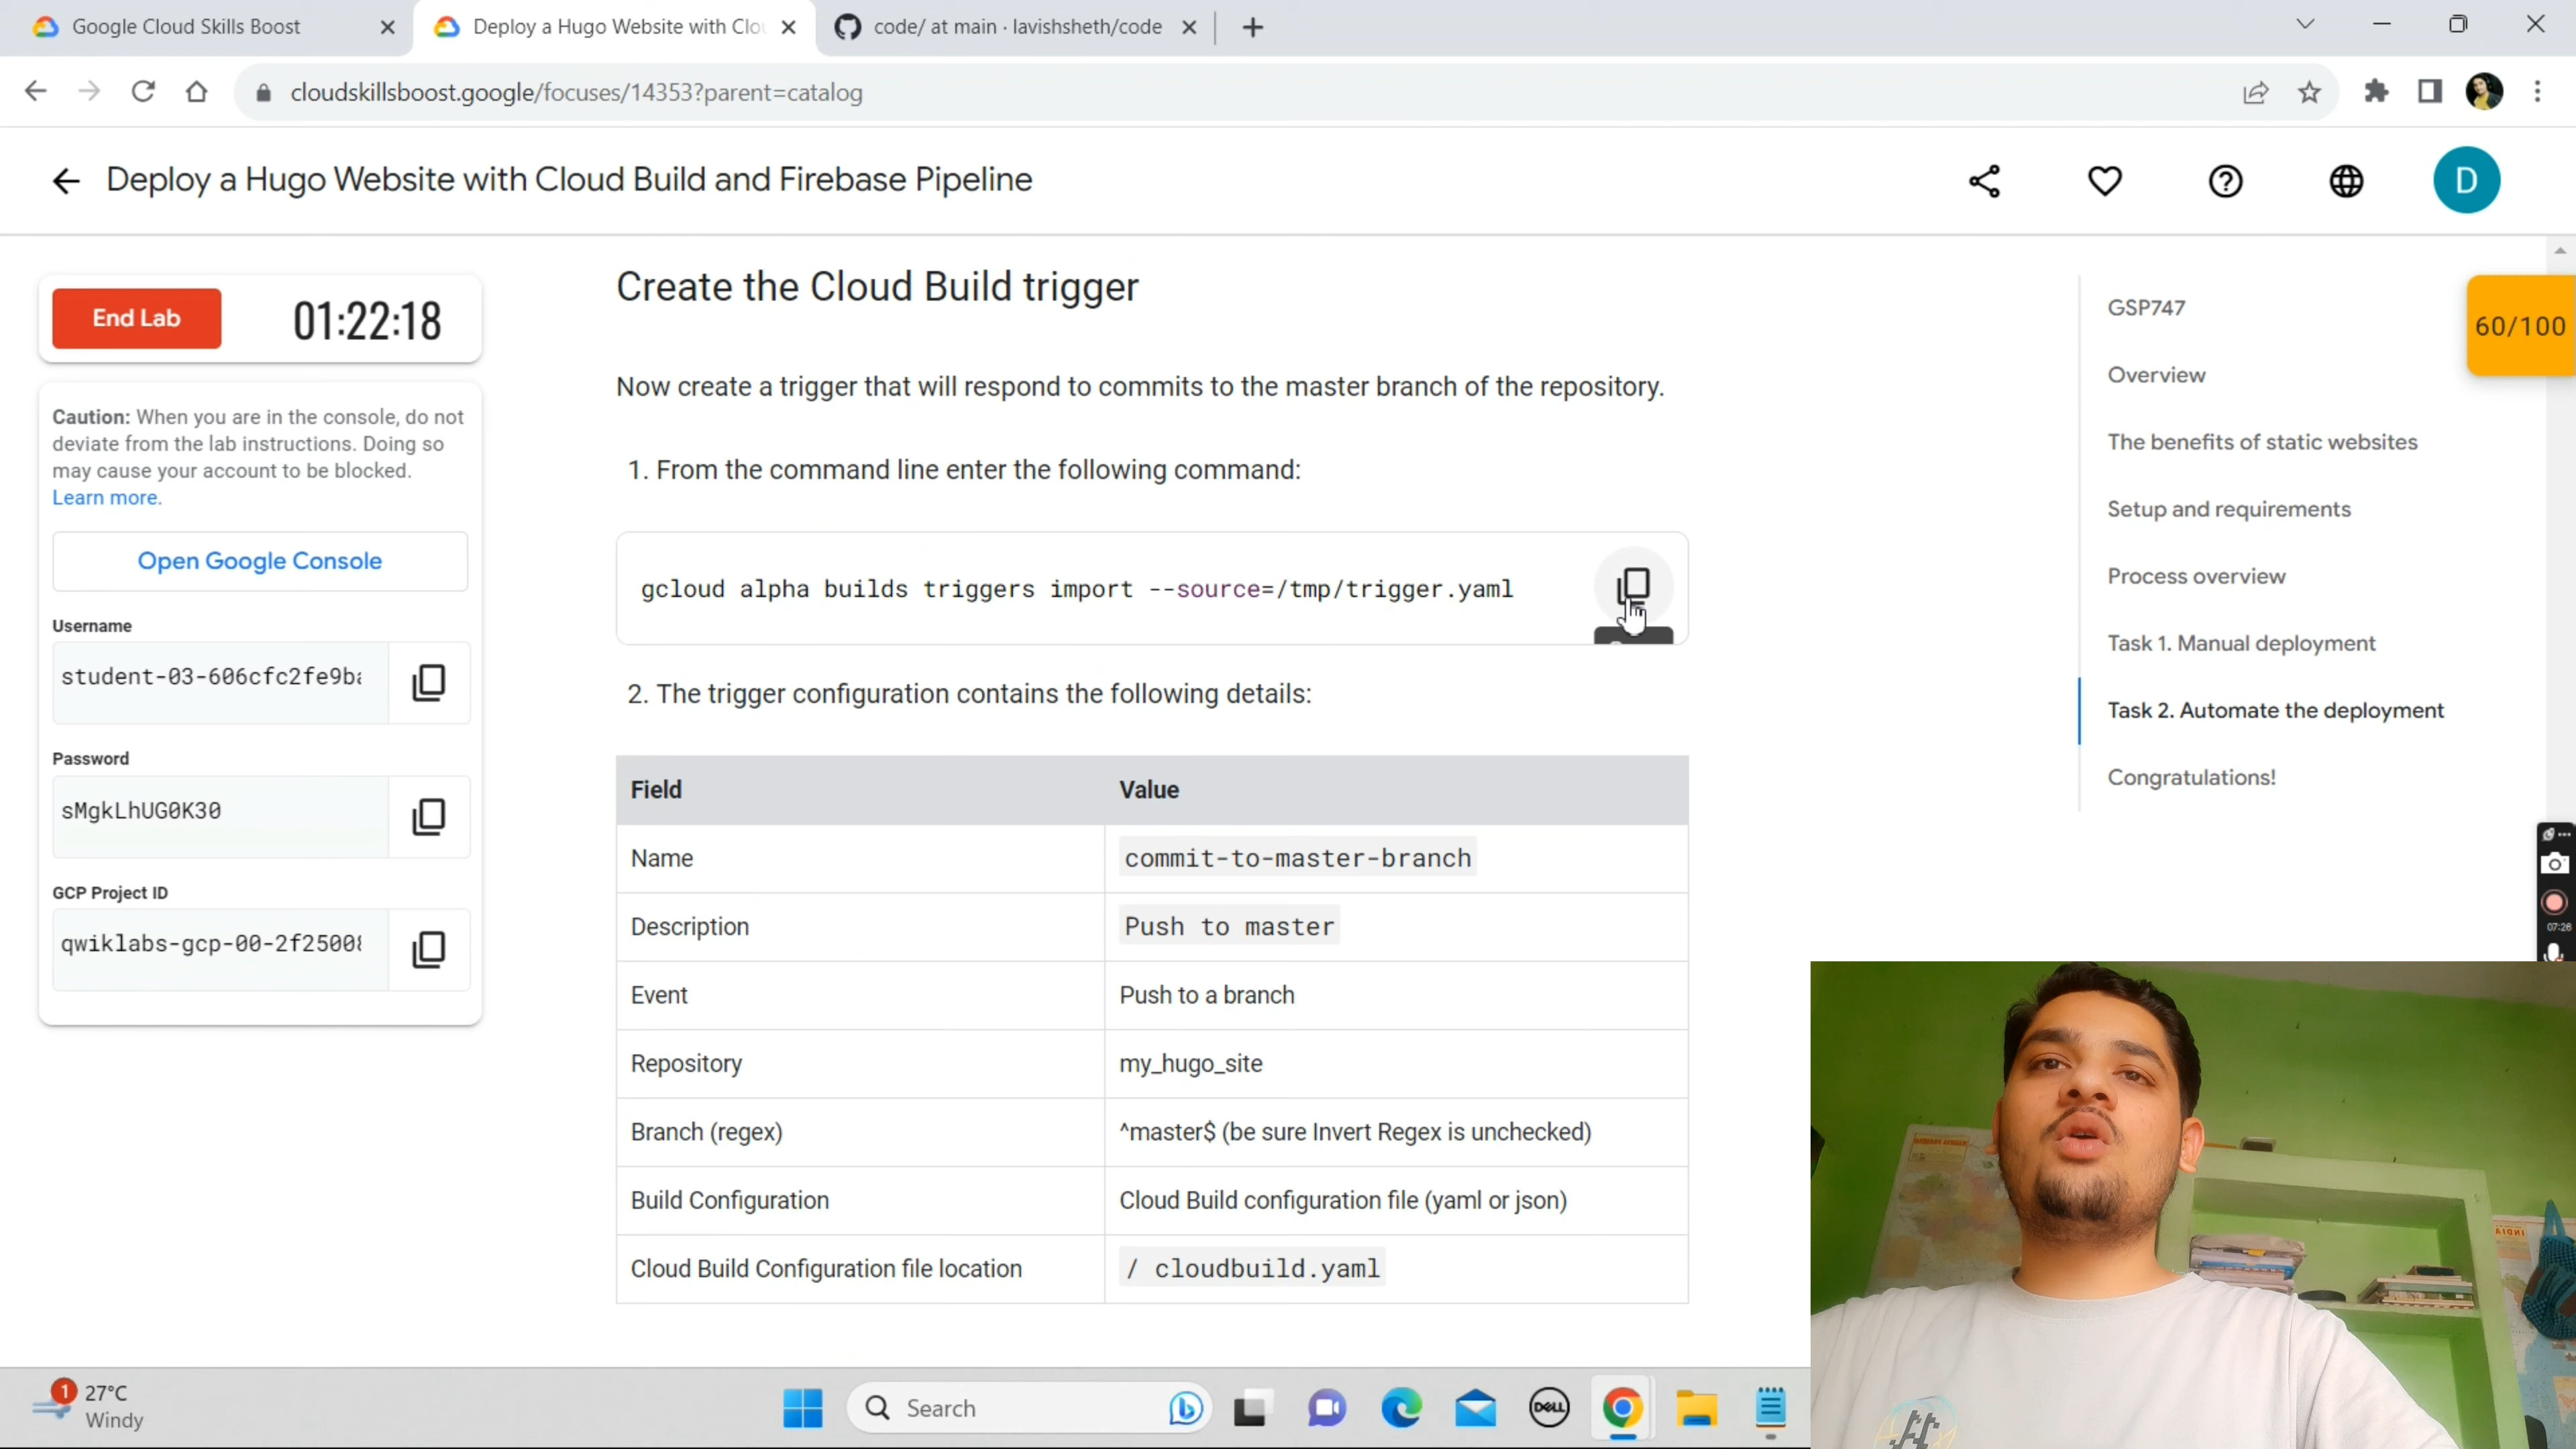 Google Cloud Skills Boost
Deploy a Hugo Website with Clou
code/ at main · lavishsheth/code
cloudskillsboost.google/focuses/14353?parent=catalog
Deploy a Hugo Website with Cloud Build and Firebase Pipeline
D
End Lab
01:22:18
Caution: When you are in the console, do not
deviate from the lab instructions. Doing so
may cause your account to be blocked.
Learn more.
Open Google Console
Username
student-03-606cfc2fe9ba
Password
sMgkLhUG0K30
GCP Project ID
qwiklabs-gcp-00-2f25008
Create the Cloud Build trigger
Now create a trigger that will respond to commits to the master branch of the repository.
1. From the command line enter the following command:
gcloud alpha builds triggers import --source=/tmp/trigger.yaml
2. The trigger configuration contains the following details:
Field Value
Name commit-to-master-branch
Description Push to master
Event Push to a branch
Repository my_hugo_site
Branch (regex) ^master$ (be sure Invert Regex is unchecked)
Build Configuration Cloud Build configuration file (yaml or json)
Cloud Build Configuration file location / cloudbuild.yaml
GSP747
Overview
The benefits of static websites
Setup and requirements
Process overview
Task 1. Manual deployment
Task 2. Automate the deployment
Congratulations!
60/100
07:26
INDIA
1
27°C
Windy
Search
DELL